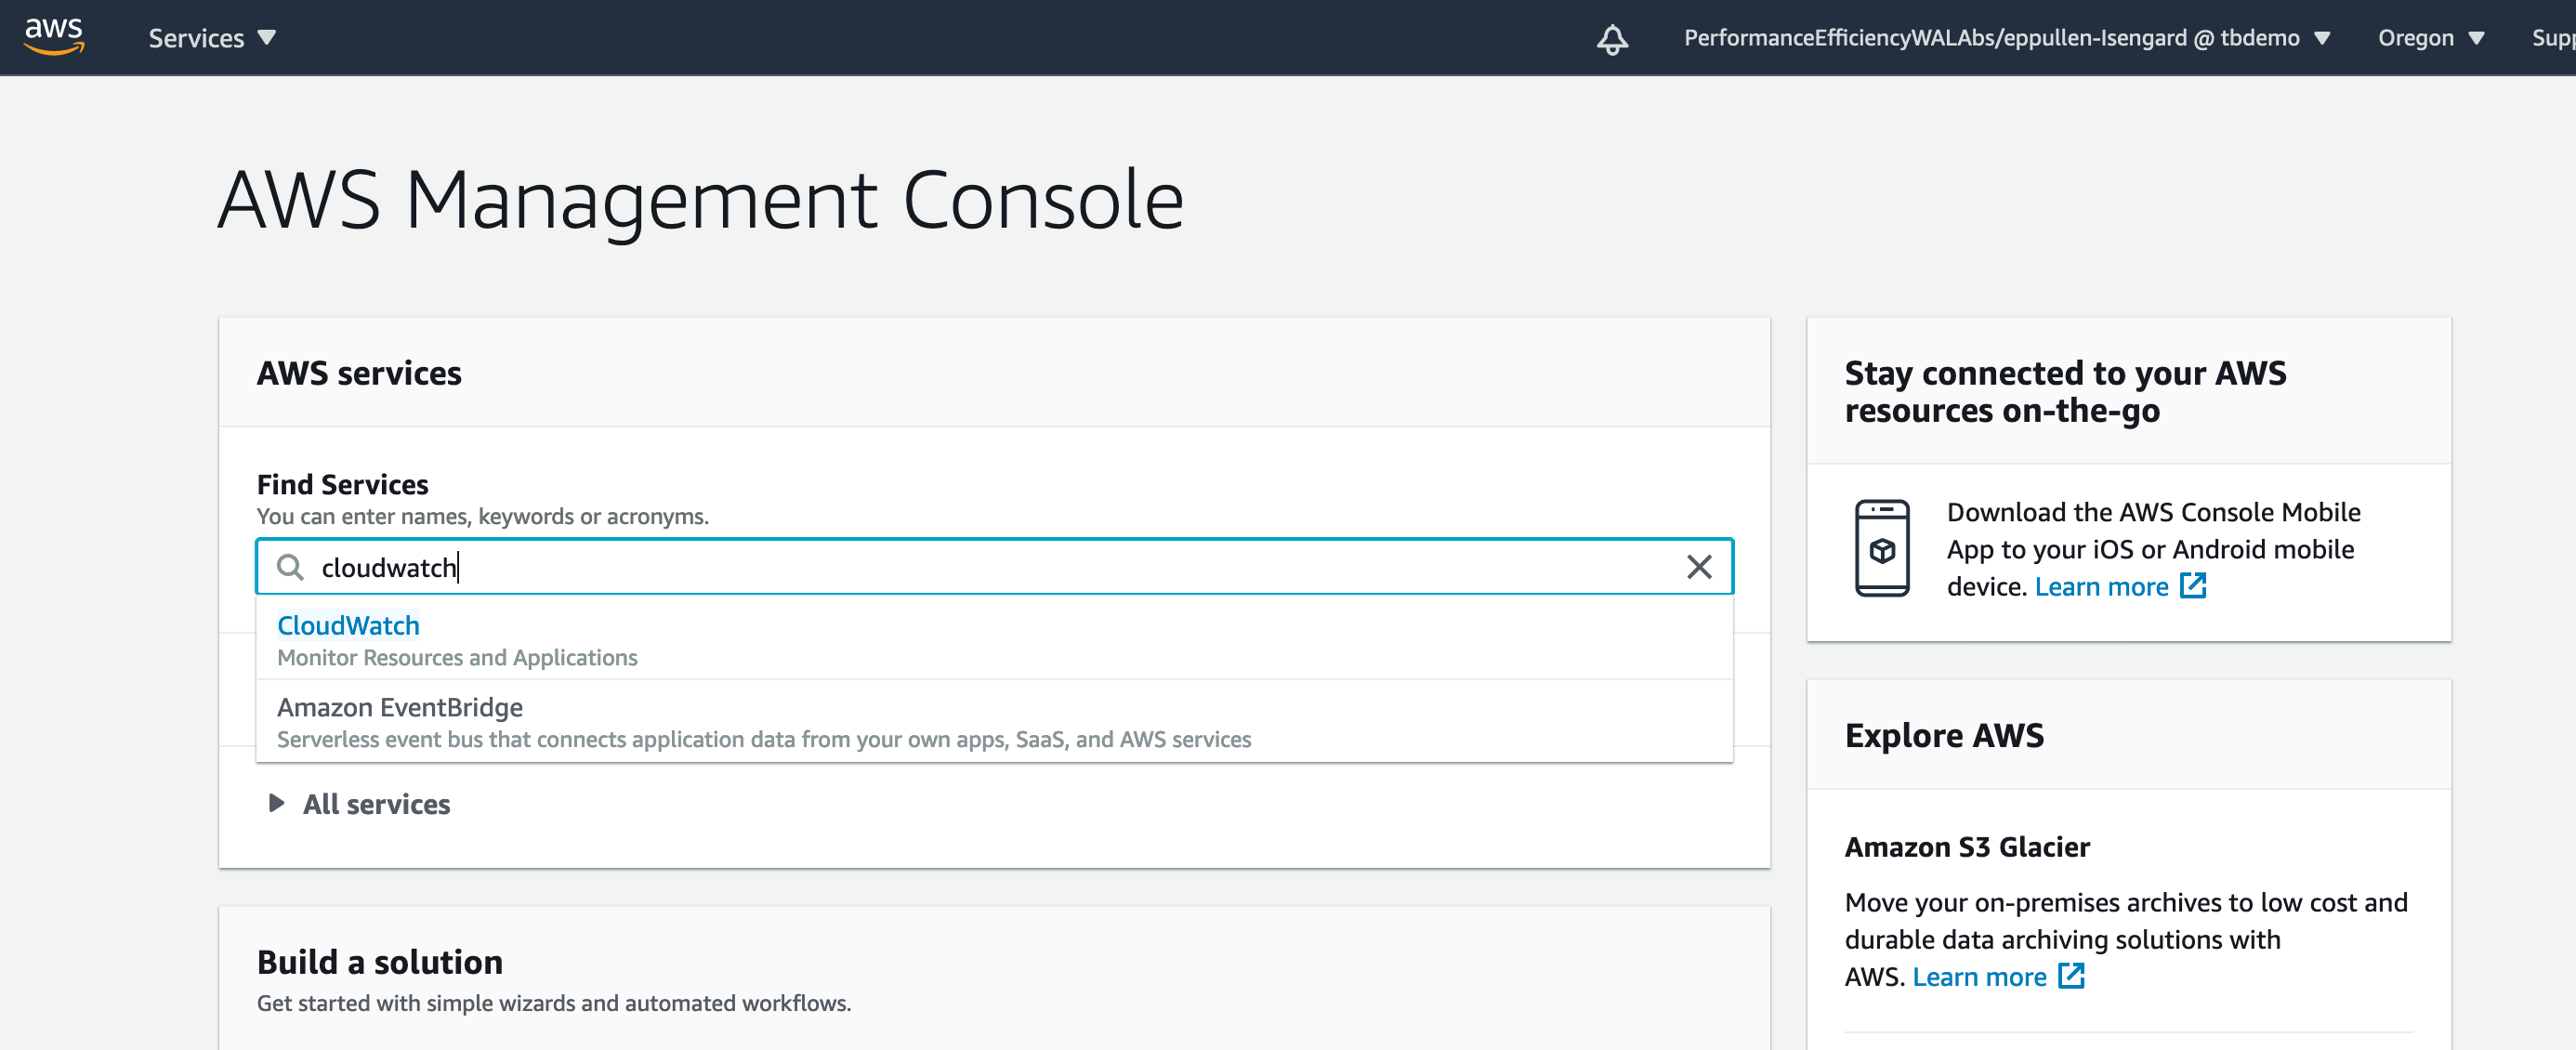 aws
Services
PerformanceEfficiencyWALAbs/eppullen-Isengard @ tbdemo
Oregon
Supp
AWS Management Console
AWS services
Find Services
You can enter names, keywords or acronyms.
cloudwatch
CloudWatch
Monitor Resources and Applications
Amazon EventBridge
Serverless event bus that connects application data from your own apps, SaaS, and AWS services
All services
Build a solution
Get started with simple wizards and automated workflows.
Stay connected to your AWS
resources on-the-go
Download the AWS Console Mobile
App to your iOS or Android mobile
device. Learn more
Explore AWS
Amazon S3 Glacier
Move your on-premises archives to low cost and
durable data archiving solutions with
AWS. Learn more